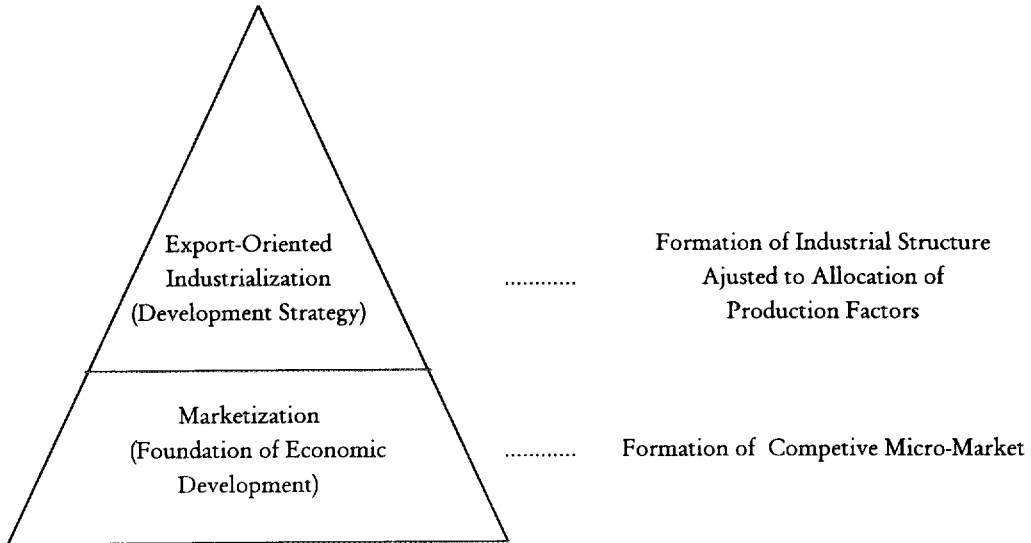 Export-Oriented
Industrialization
(Development Strategy)
............
Formation of Industrial Structure
Ajusted to Allocation of
Production Factors
Marketization
(Foundation of Economic
Development)
............
Formation of Competive Micro-Market